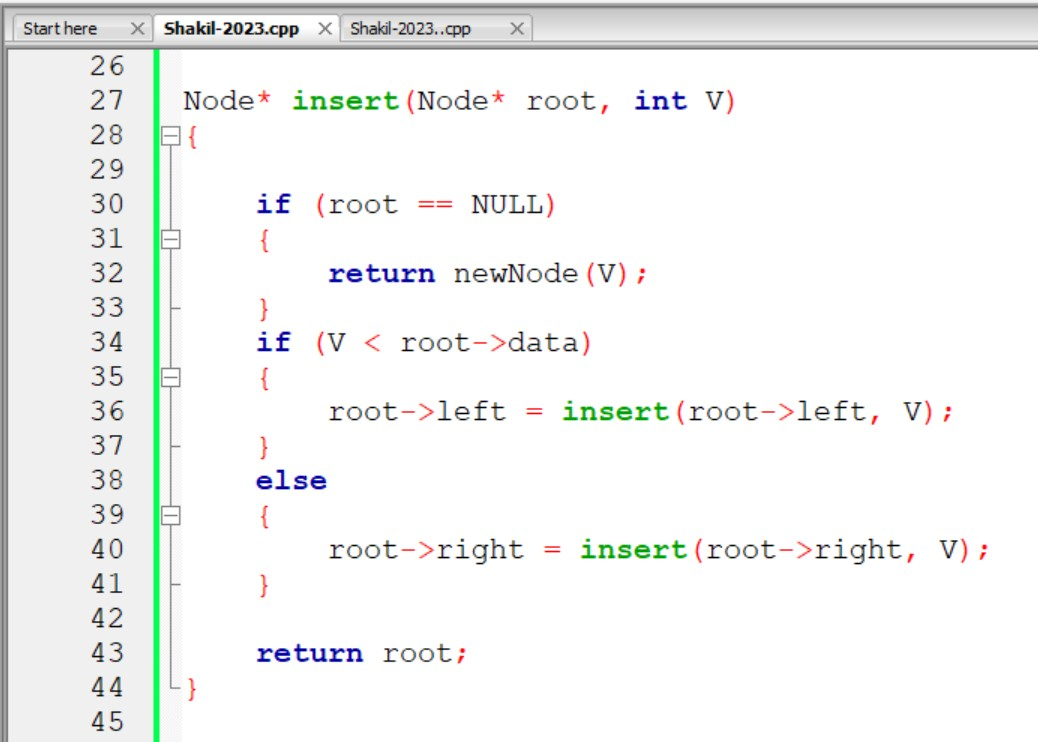 Start here × Shakil-2023.cpp × Shakil-2023..cpp ×
26
27 Node* insert(Node* root, int V)
28 {
29
30 if (root == NULL)
31 {
32 return newNode(V);
33 }
34 if (V < root->data)
35 {
36 root->left = insert(root->left, V);
37 }
38 else
39 {
40 root->right = insert(root->right, V);
41 }
42
43 return root;
44 }
45